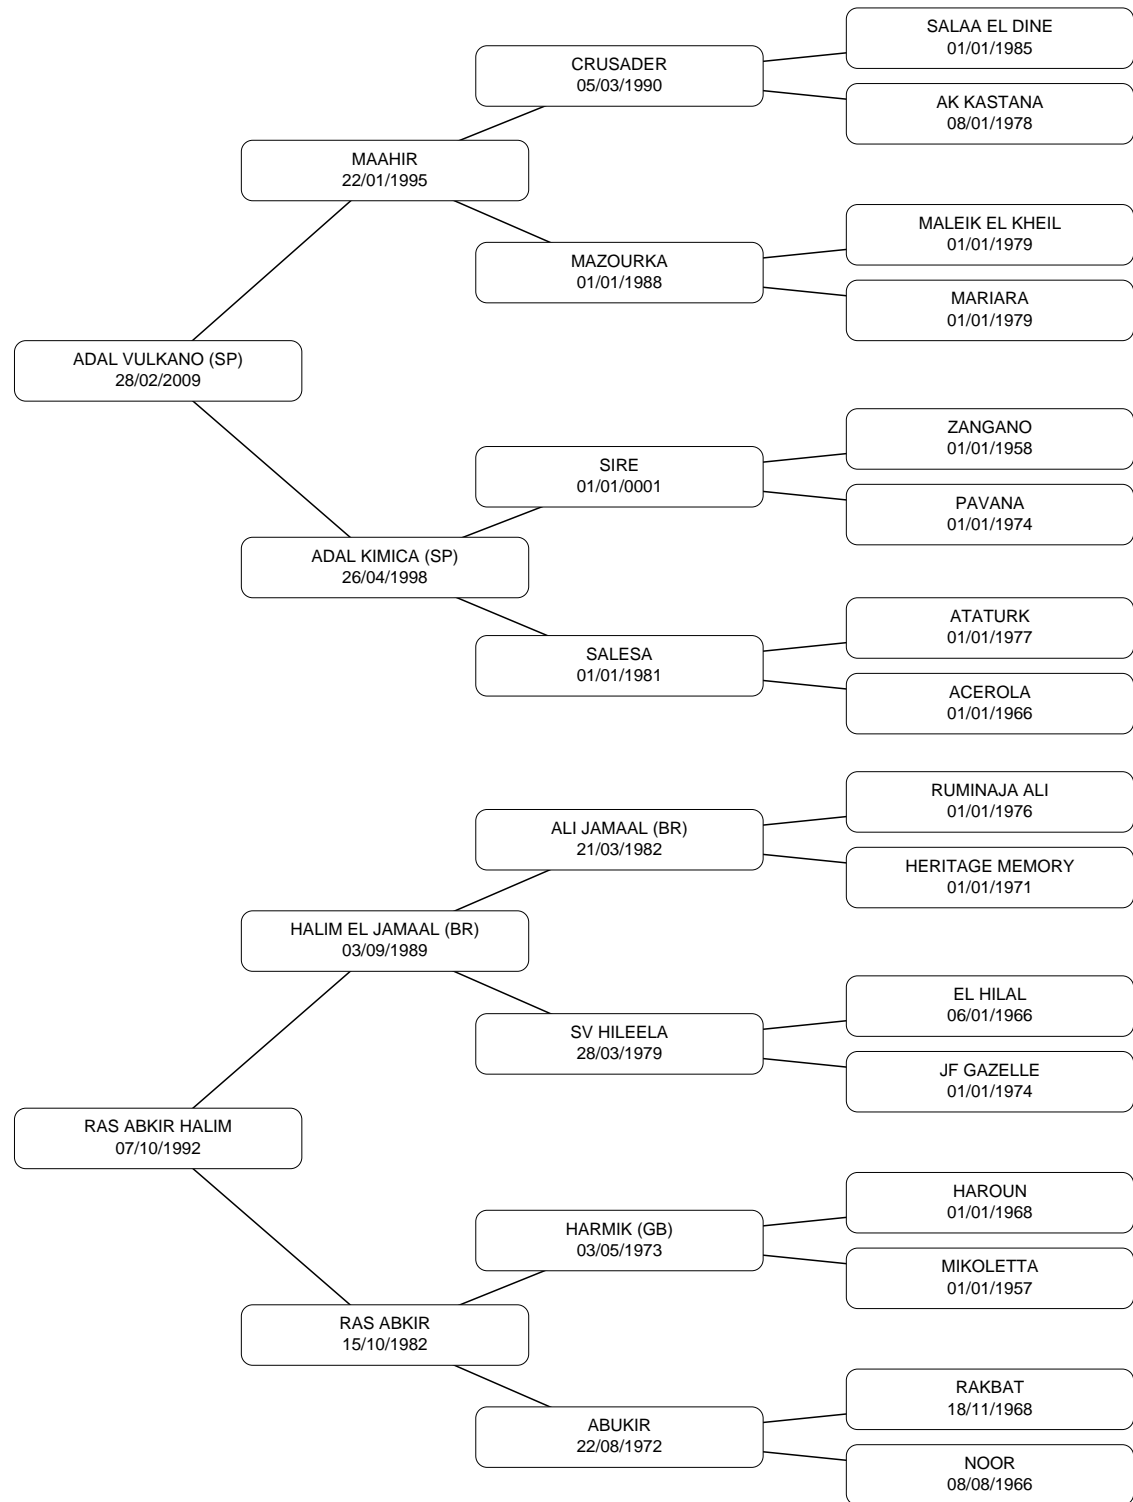 SALAA EL DINE
01/01/1985
CRUSADER
05/03/1990
AK KASTANA
08/01/1978
MAAHIR
22/01/1995
MALEIK EL KHEIL
01/01/1979
MAZOURKA
01/01/1988
MARIARA
01/01/1979
ADAL VULKANO (SP)
28/02/2009
ZANGANO
01/01/1958
SIRE
01/01/0001
PAVANA
01/01/1974
ADAL KIMICA (SP)
26/04/1998
ATATURK
01/01/1977
SALESA
01/01/1981
ACEROLA
01/01/1966
RUMINAJA ALI
01/01/1976
ALI JAMAAL (BR)
21/03/1982
HERITAGE MEMORY
01/01/1971
HALIM EL JAMAAL (BR)
03/09/1989
EL HILAL
06/01/1966
SV HILEELA
28/03/1979
JF GAZELLE
01/01/1974
RAS ABKIR HALIM
07/10/1992
HAROUN
01/01/1968
HARMIK (GB)
03/05/1973
MIKOLETTA
01/01/1957
RAS ABKIR
15/10/1982
RAKBAT
18/11/1968
ABUKIR
22/08/1972
NOOR
08/08/1966